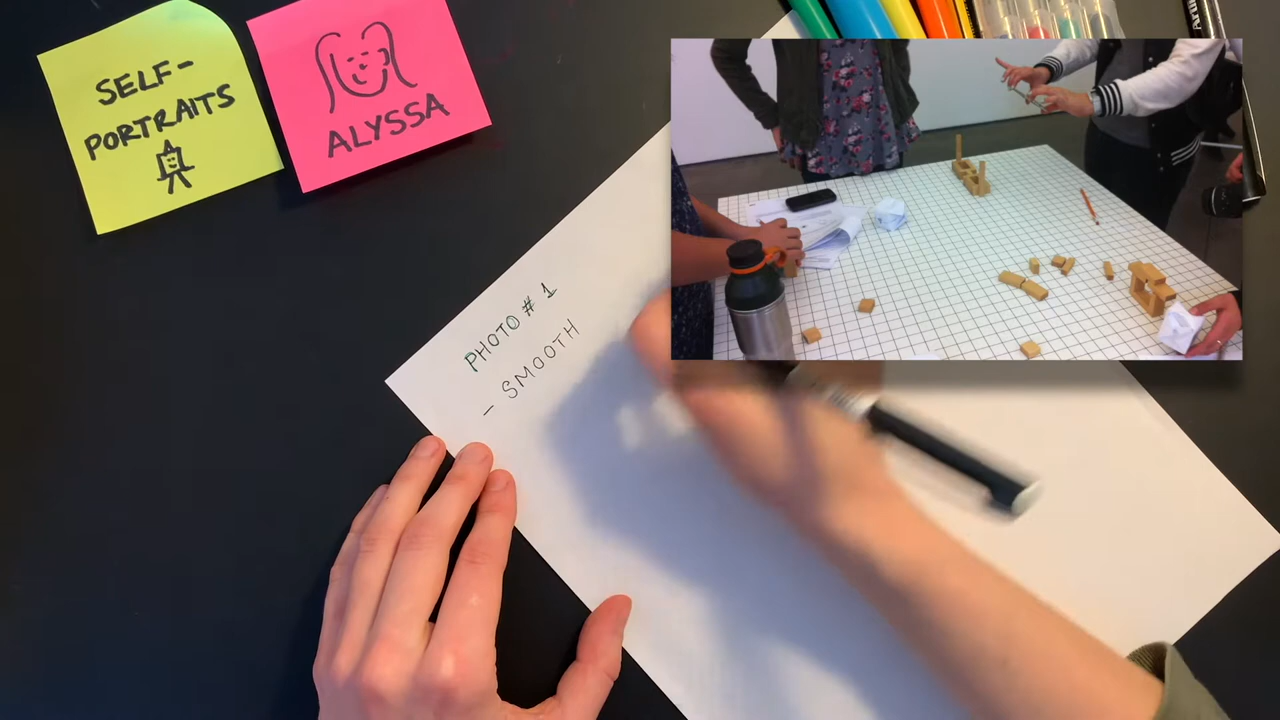 SELF-
PORTRAITS
ALYSSA
PHOTO # 1
- SMOOTH